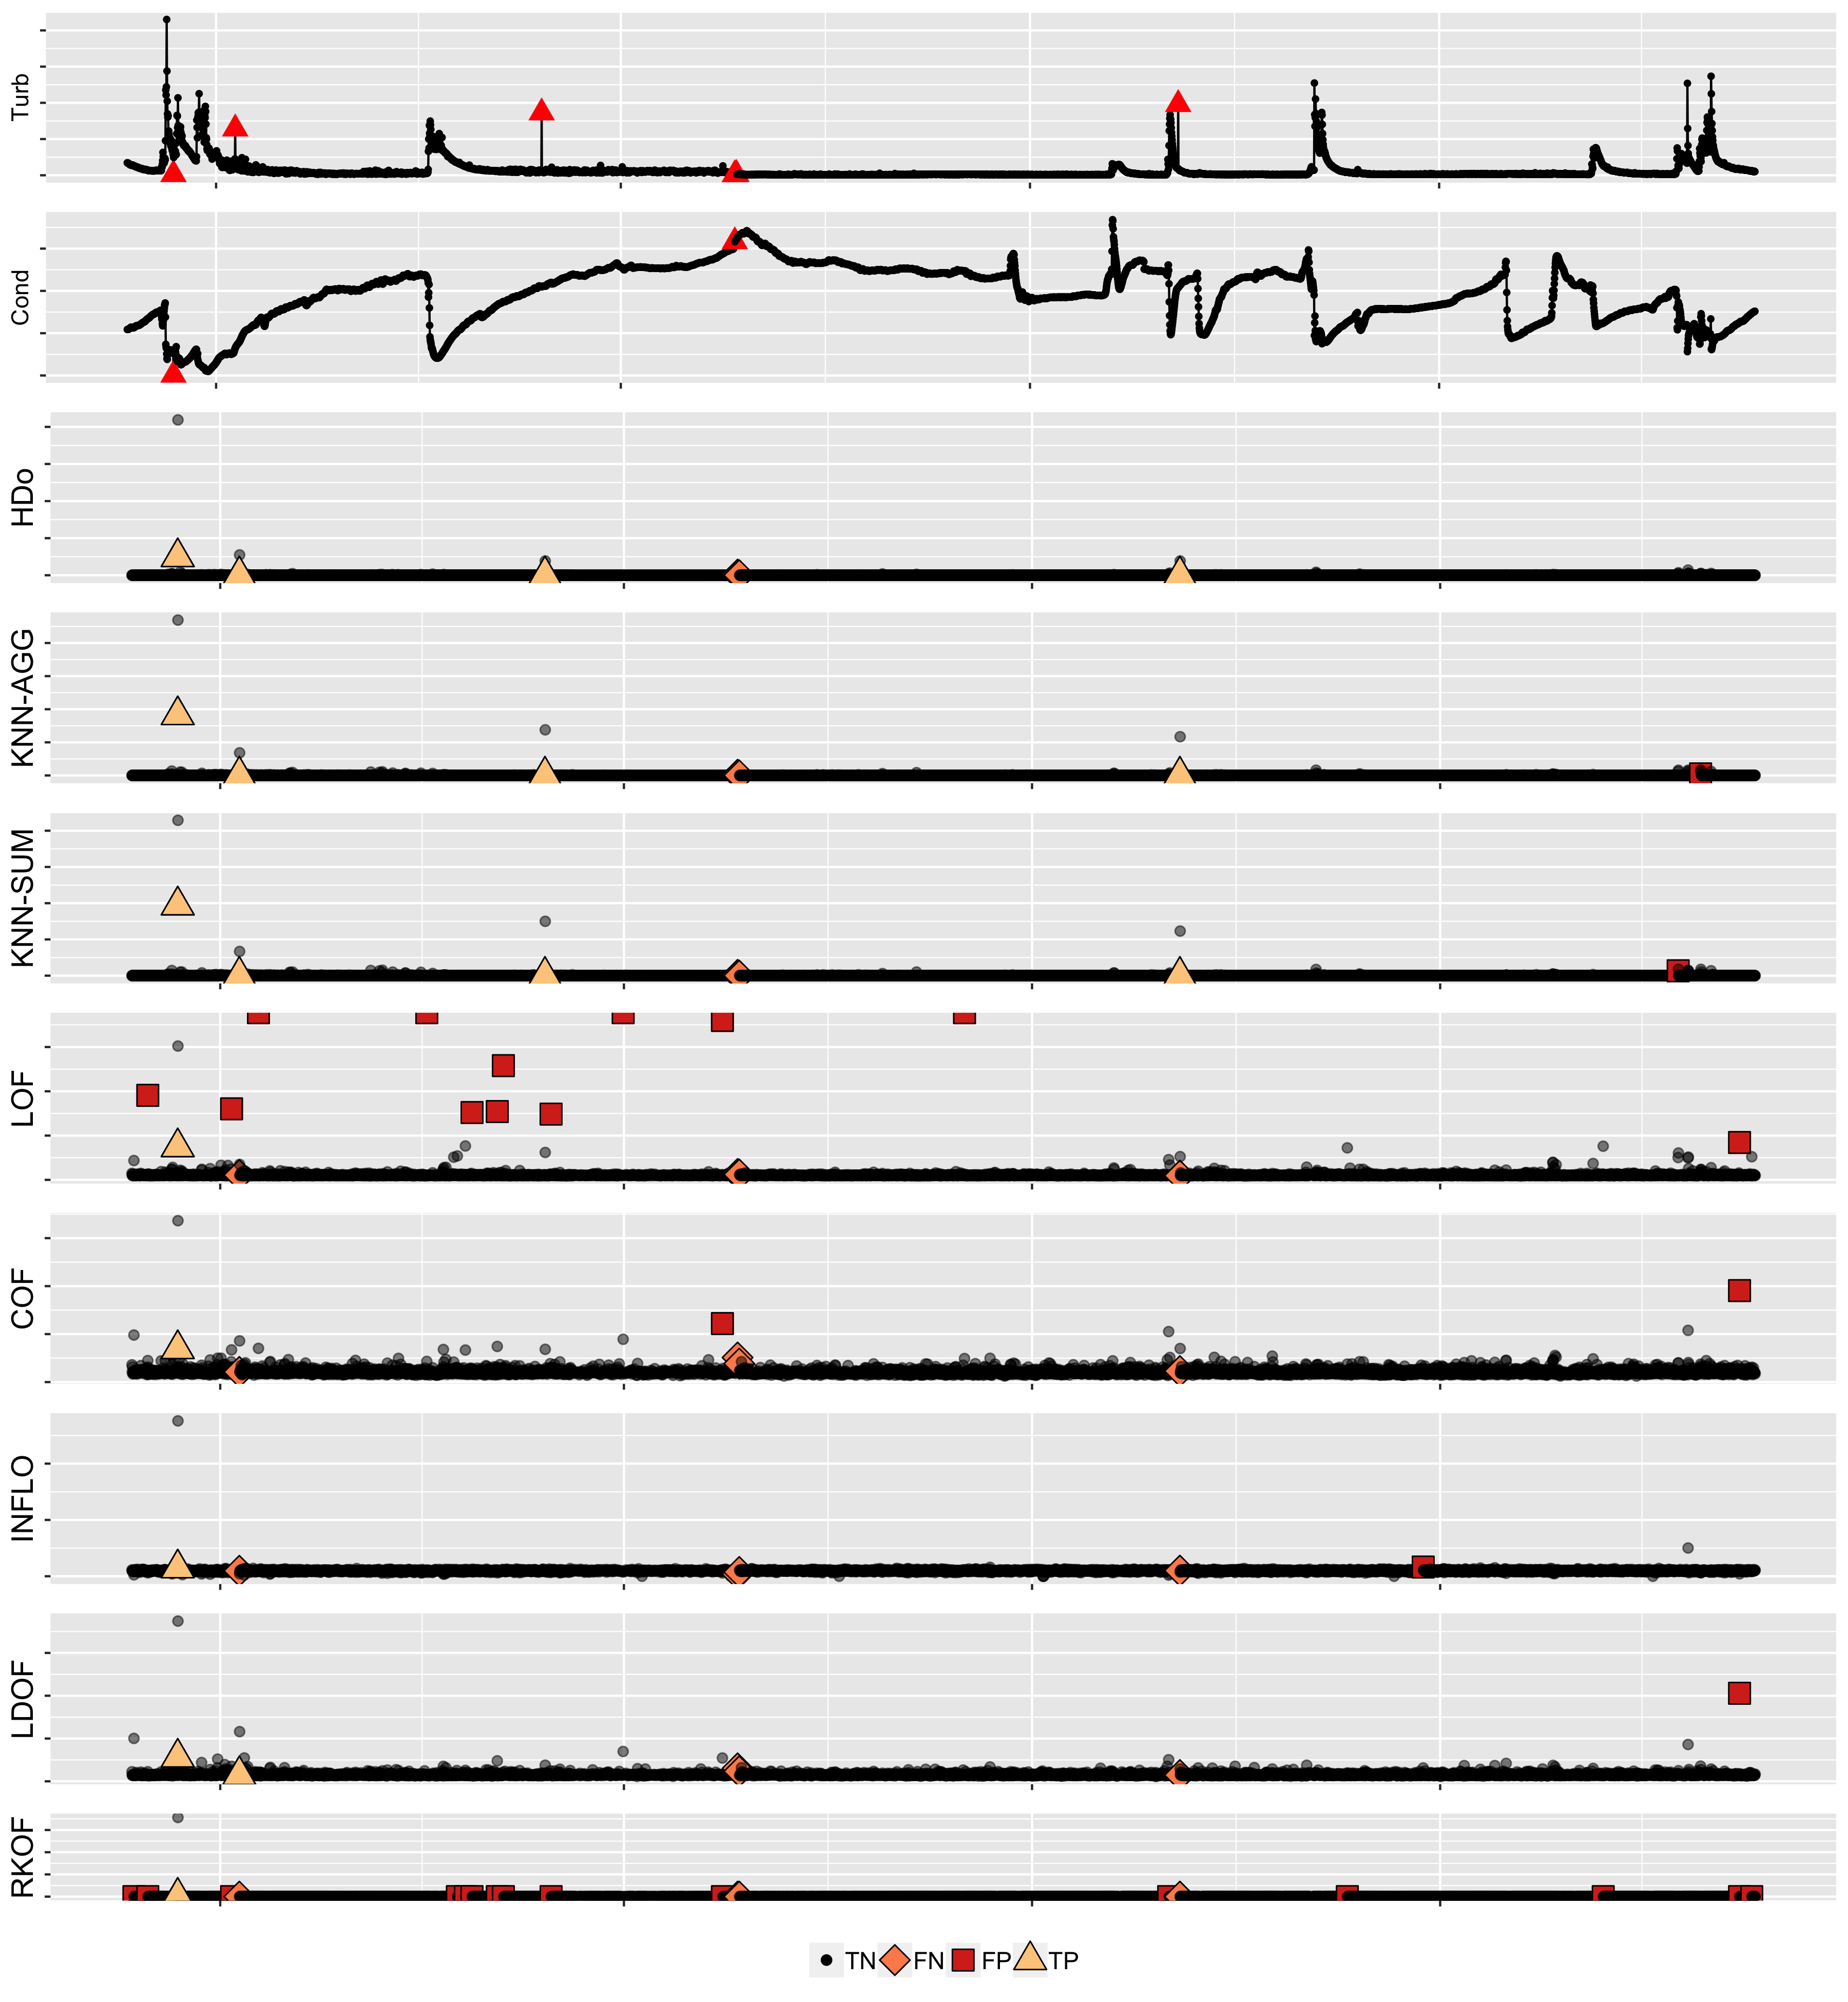 Turb
Cond
HDo
KNN-AGG
KNN-SUM
LOF
COF
INFLO
LDOF
RKOF
TN FN FP TP